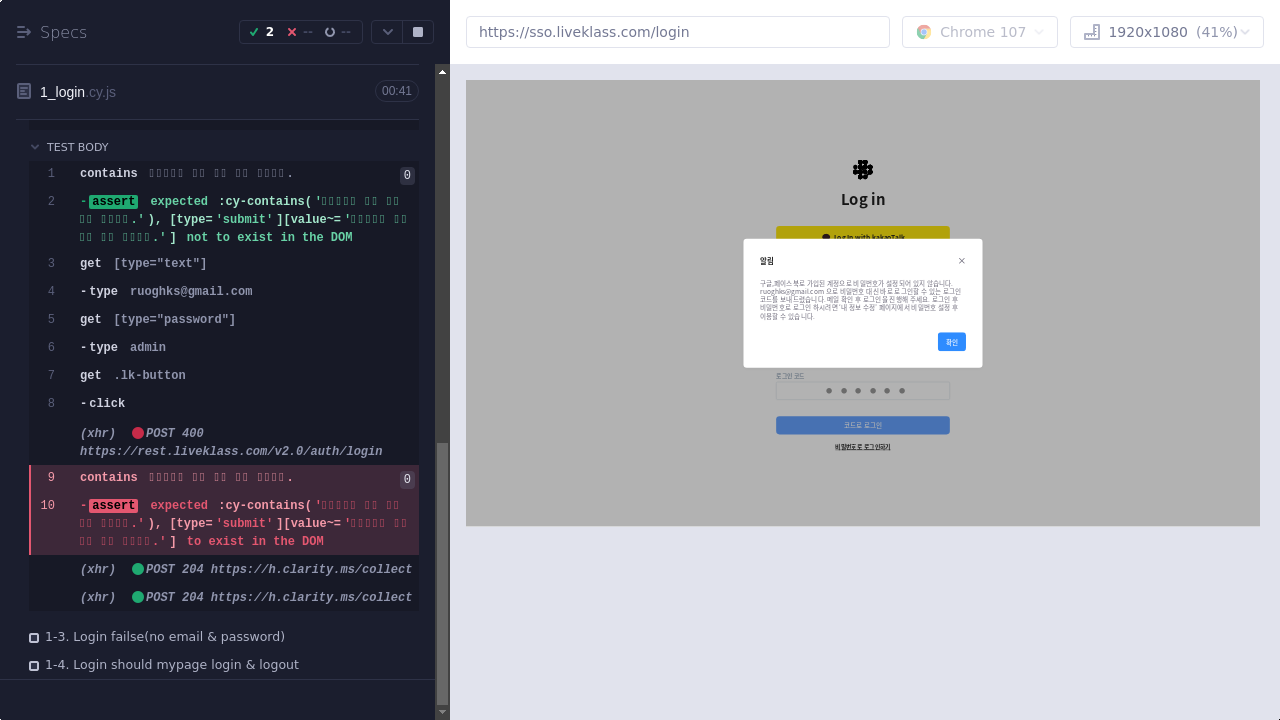 Specs
2
--
--
1_login.cy.js
00:41
TEST BODY
1 contains
0
2 -assert expected :cy-contains('
.'), [type='submit'][value~='
.'] not to exist in the DOM
3 get [type="text"]
4 -type ruoghks@gmail.com
5 get [type="password"]
6 -type admin
7 get .lk-button
8 -click
(xhr) POST 400
https://rest.liveklass.com/v2.0/auth/login
9 contains
0
10 -assert expected :cy-contains('
.'), [type='submit'][value~='
.'] to exist in the DOM
(xhr) POST 204 https://h.clarity.ms/collect
(xhr) POST 204 https://h.clarity.ms/collect
1-3. Login failse(no email & password)
1-4. Login should mypage login & logout
https://sso.liveklass.com/login
Chrome 107
1920x1080 (41%)
Log in
Log In with kakaoTalk
알림
구글,페이스북로 가입된 계정으로 비밀번호가 설정되어 있지 않습니다.
ruoghks@gmail.com 으로 비밀번호 대신 바로 로그인할 수 있는 로그인
코드를 보내드렸습니다. 메일 확인 후 로그인을 진행해 주세요. 로그인 후
비밀번호로 로그인 하시려면 '내 정보 수정' 페이지에서 비밀번호 설정 후
이용할 수 있습니다.
확인
로그인 코드
코드로 로그인
비밀번호로 로그인하기